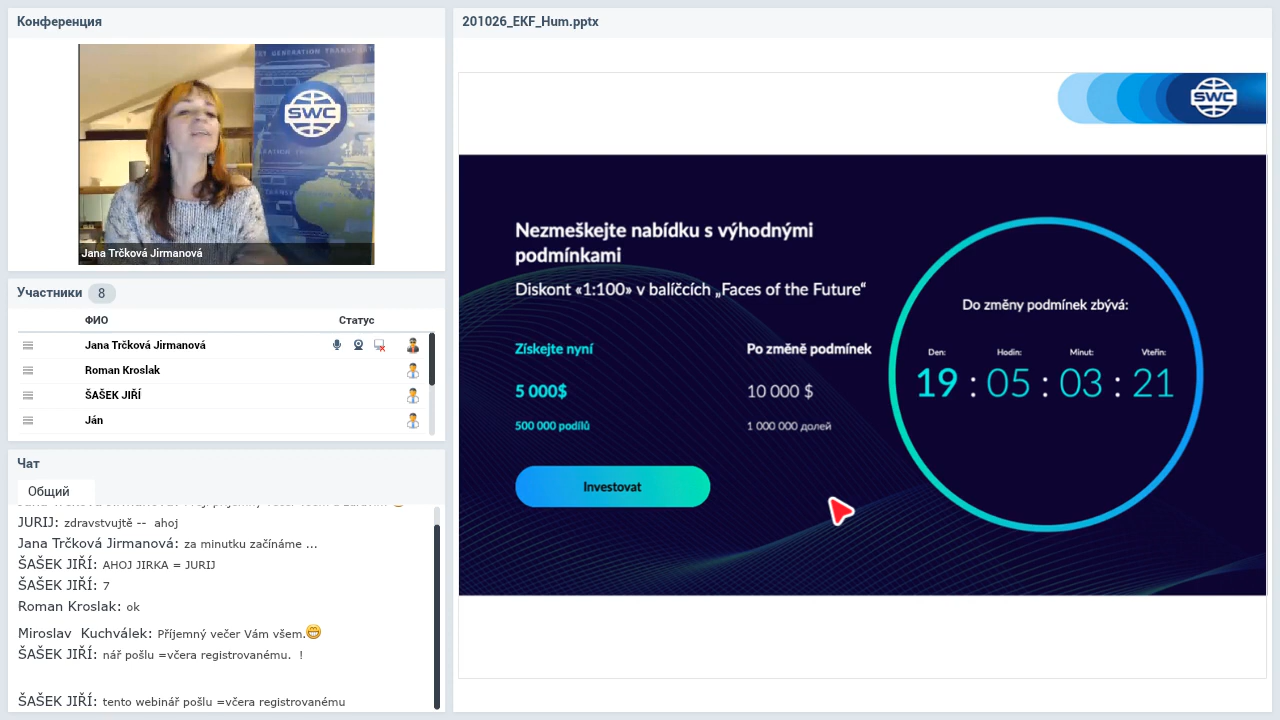 Конференция
T GENERATION TRANSPORT
SWC
Jana Trčková Jirmanová
Участники 8
ФИО
Статус
Jana Trčková Jirmanová
Roman Kroslak
ŠAŠEK JIŘÍ
Ján
Чат
Общий
JURIJ: zdravstvujtě -- ahoj
Jana Trčková Jirmanová: za minutku začínáme ...
ŠAŠEK JIŘÍ: AHOJ JIRKA = JURIJ
ŠAŠEK JIŘÍ: 7
Roman Kroslak: ok
Miroslav Kuchválek: Příjemný večer Vám všem.
ŠAŠEK JIŘÍ: nář pošlu =včera registrovanému. !
ŠAŠEK JIŘÍ: tento webinář pošlu =včera registrovanému
201026_EKF_Hum.pptx
SWC
Nezmeškejte nabídku s výhodnými
podmínkami
Diskont «1:100» v balíčcích „Faces of the Future“
Získejte nyní
5 000$
500 000 podílů
Po změně podmínek
10 000 $
1 000 000 долей
Investovat
Do změny podmínek zbývá:
Den: Hodin: Minut: Vteřin:
19 : 05 : 03 : 21